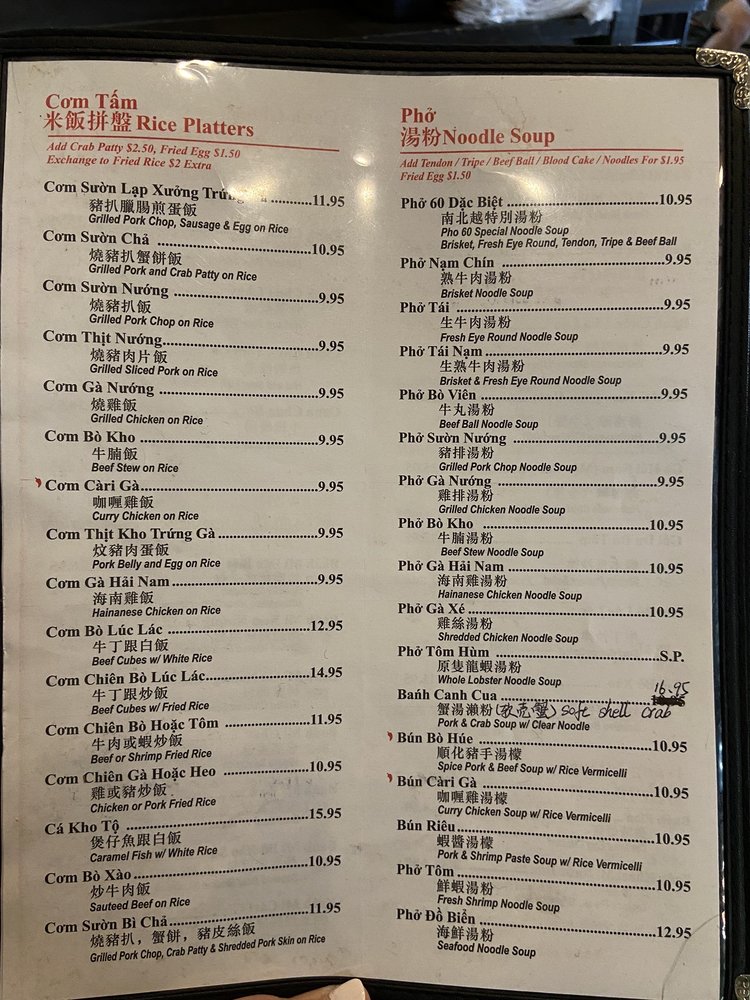 Cơm Tấm
米飯拼盤 Rice Platters
Add Crab Patty $2.50, Fried Egg $1.50
Exchange to Fried Rice $2 Extra
Cơm Sườn Lạp Xưởng Trứng ..........11.95
豬扒臘腸煎蛋飯
Grilled Pork Chop, Sausage & Egg on Rice
Cơm Sườn Chả ..........10.95
燒豬扒蟹餅飯
Grilled Pork and Crab Patty on Rice
Cơm Sườn Nướng ..........9.95
燒豬扒飯
Grilled Pork Chop on Rice
Cơm Thịt Nướng..........9.95
燒豬肉片飯
Grilled Sliced Pork on Rice
Cơm Gà Nướng ..........9.95
燒雞飯
Grilled Chicken on Rice
Cơm Bò Kho ..........9.95
牛腩飯
Beef Stew on Rice
Cơm Càri Gà..........9.95
咖喱雞飯
Curry Chicken on Rice
Cơm Thịt Kho Trứng Gà ..........9.95
炆豬肉蛋飯
Pork Belly and Egg on Rice
Cơm Gà Hải Nam ..........9.95
海南雞飯
Hainanese Chicken on Rice
Cơm Bò Lúc Lác ..........12.95
牛丁跟白飯
Beef Cubes w/ White Rice
Cơm Chiên Bò Lúc Lác..........14.95
牛丁跟炒飯
Beef Cubes w/ Fried Rice
Cơm Chiên Bò Hoặc Tôm ..........11.95
牛肉或蝦炒飯
Beef or Shrimp Fried Rice
Cơm Chiên Gà Hoặc Heo ..........10.95
雞或豬炒飯
Chicken or Pork Fried Rice
Cá Kho Tộ ..........15.95
煲仔魚跟白飯
Caramel Fish w/ White Rice
Cơm Bò Xào..........10.95
炒牛肉飯
Sauteed Beef on Rice
Cơm Sườn Bì Chả..........11.95
燒豬扒，蟹餅，豬皮絲飯
Grilled Pork Chop, Crab Patty & Shredded Pork Skin on Rice
Phở
湯粉Noodle Soup
Add Tendon / Tripe / Beef Ball / Blood Cake / Noodles For $1.95
Fried Egg $1.50
Phở 60 Dặc Biệt ..........10.95
南北越特別湯粉
Pho 60 Special Noodle Soup
Brisket, Fresh Eye Round, Tendon, Tripe & Beef Ball
Phở Nạm Chín ..........9.95
熟牛肉湯粉
Brisket Noodle Soup
Phở Tái ..........9.95
生牛肉湯粉
Fresh Eye Round Noodle Soup
Phở Tái Nạm..........9.95
生熟牛肉湯粉
Brisket & Fresh Eye Round Noodle Soup
Phở Bò Viên ..........9.95
牛丸湯粉
Beef Ball Noodle Soup
Phở Sườn Nướng ..........9.95
豬排湯粉
Grilled Pork Chop Noodle Soup
Phở Gà Nướng ..........9.95
雞排湯粉
Grilled Chicken Noodle Soup
Phở Bò Kho ..........10.95
牛腩湯粉
Beef Stew Noodle Soup
Phở Gà Hải Nam ..........10.95
海南雞湯粉
Hainanese Chicken Noodle Soup
Phở Gà Xé..........10.95
雞絲湯粉
Shredded Chicken Noodle Soup
Phở Tôm Hùm ..........S.P.
原隻龍蝦湯粉
Whole Lobster Noodle Soup
Bańh Canh Cua .......... 16.95
蟹湯瀨粉(軟壳蟹) soft shell crab
Pork & Crab Soup w/ Clear Noodle
Bún Bò Húe ..........10.95
順化豬手湯檬
Spice Pork & Beef Soup w/ Rice Vermicelli
Bún Càri Gà ..........10.95
咖喱雞湯檬
Curry Chicken Soup w/ Rice Vermicelli
Bún Riêu..........10.95
蝦醬湯檬
Pork & Shrimp Paste Soup w/ Rice Vermicelli
Phở Tôm ..........10.95
鮮蝦湯粉
Fresh Shrimp Noodle Soup
Phở Đồ Biển ..........12.95
海鮮湯粉
Seafood Noodle Soup